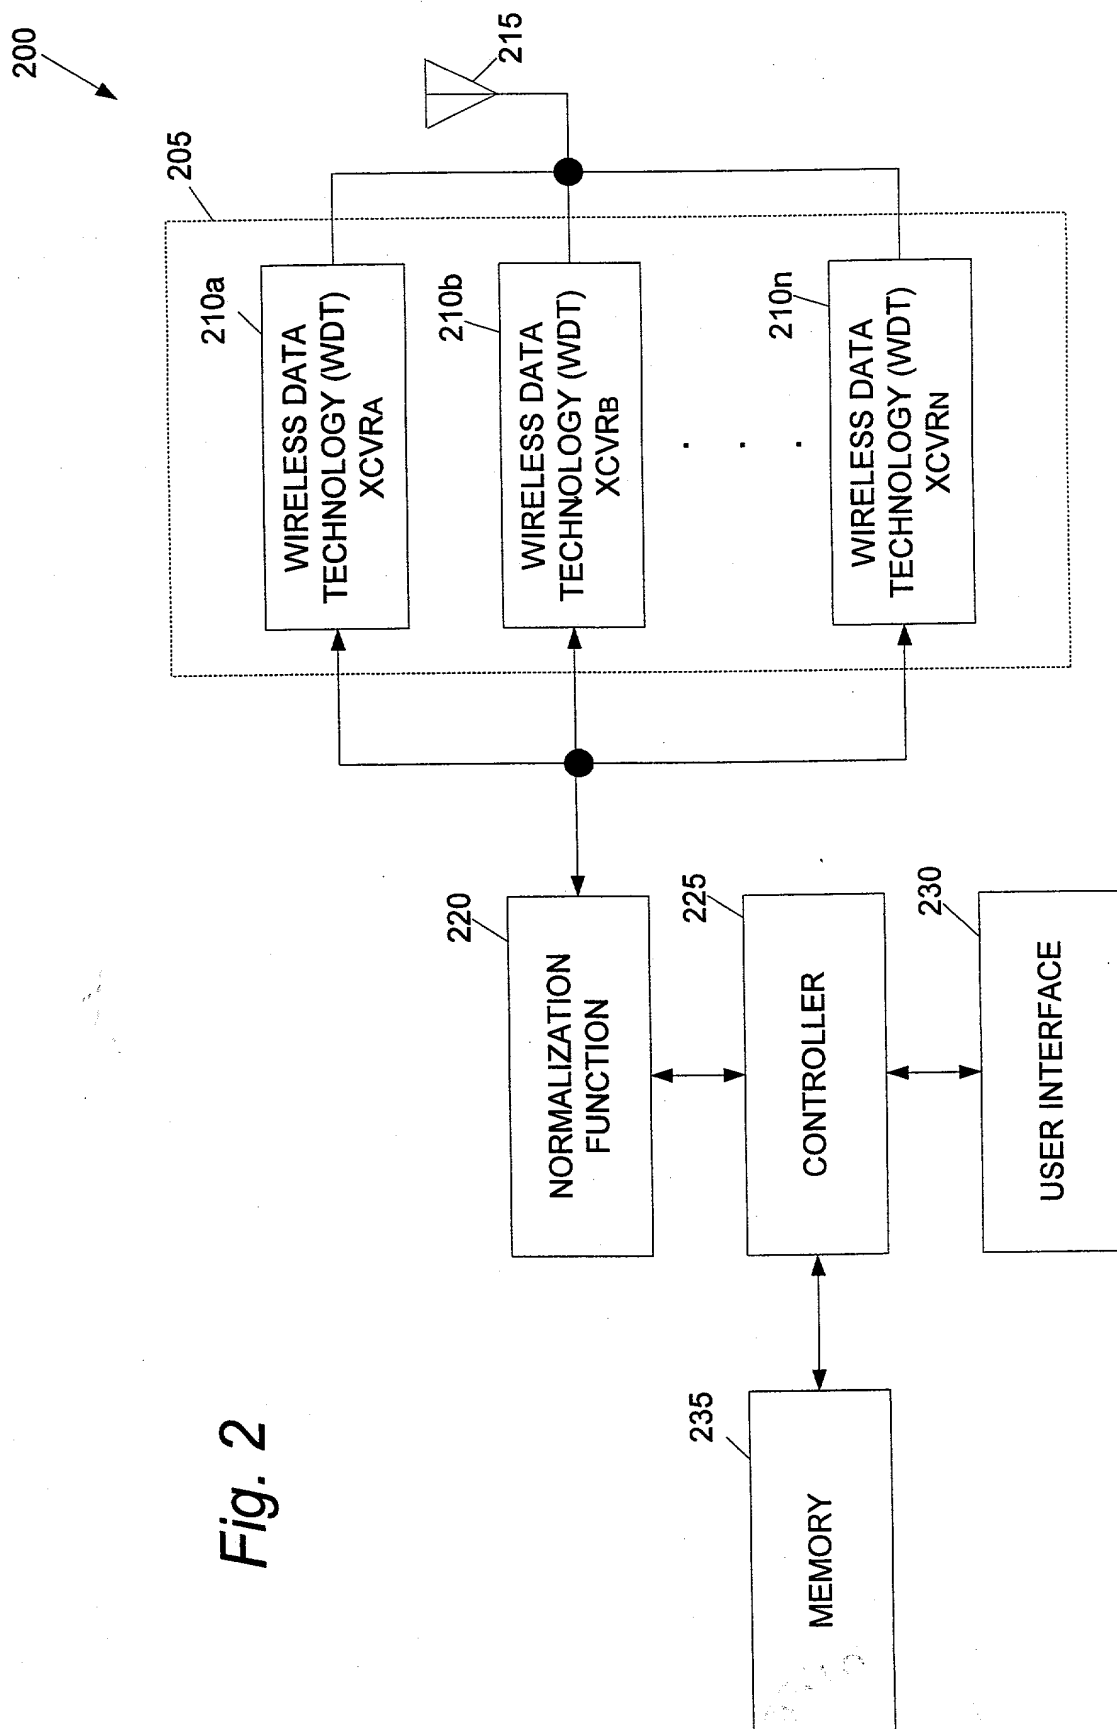 200
205
215
210a
WIRELESS DATA
TECHNOLOGY (WDT)
XCVRA
210b
WIRELESS DATA
TECHNOLOGY (WDT)
XCVRB
. . .
210n
WIRELESS DATA
TECHNOLOGY (WDT)
XCVRN
220
NORMALIZATION
FUNCTION
225
CONTROLLER
230
USER INTERFACE
235
MEMORY
Fig. 2